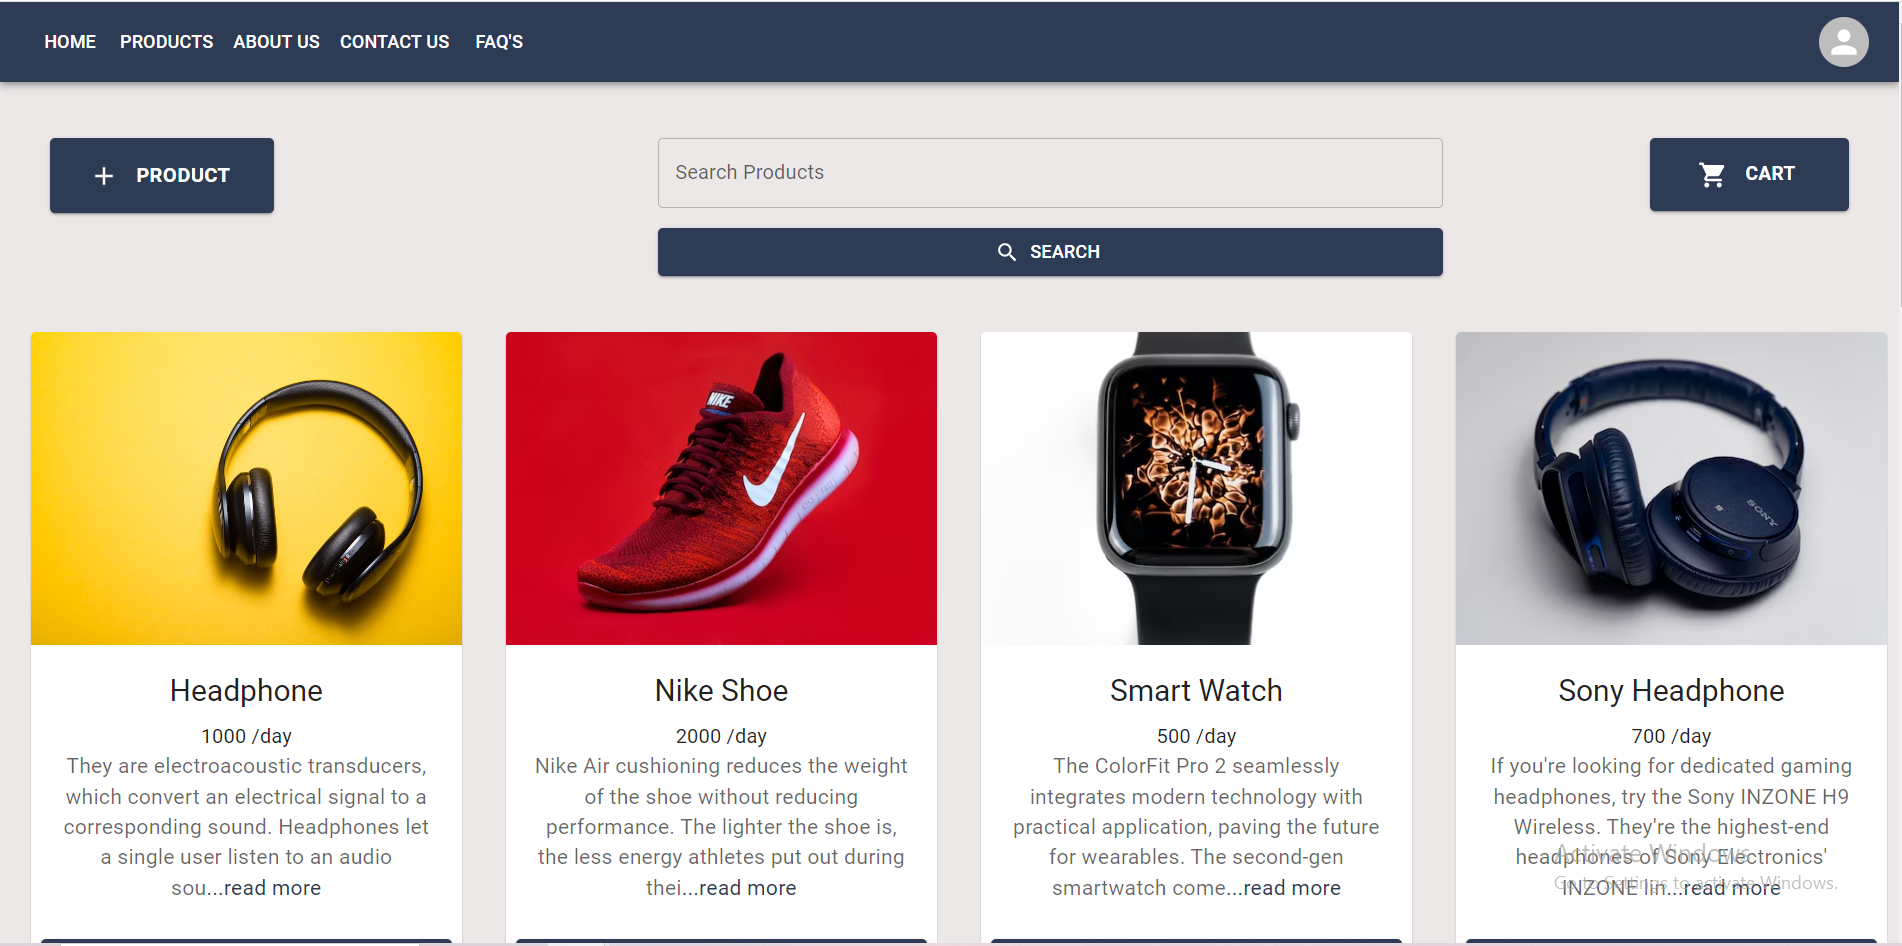 HOME PRODUCTS ABOUT US CONTACT US FAQ'S
PRODUCT
Search Products
CART
SEARCH
NIKE
SONY
Headphone
1000 /day
They are electroacoustic transducers,
which convert an electrical signal to a
corresponding sound. Headphones let
a single user listen to an audio
sou...read more
Nike Shoe
2000 /day
Nike Air cushioning reduces the weight
of the shoe without reducing
performance. The lighter the shoe is,
the less energy athletes put out during
thei...read more
Smart Watch
500 /day
The ColorFit Pro 2 seamlessly
integrates modern technology with
practical application, paving the future
for wearables. The second-gen
smartwatch come...read more
Sony Headphone
700 /day
If you're looking for dedicated gaming
headphones, try the Sony INZONE H9
Wireless. They're the highest-end
headphones of Sony Electronics'
INZONE lin...read more
Activate Windows
Go to Settings to activate Windows.